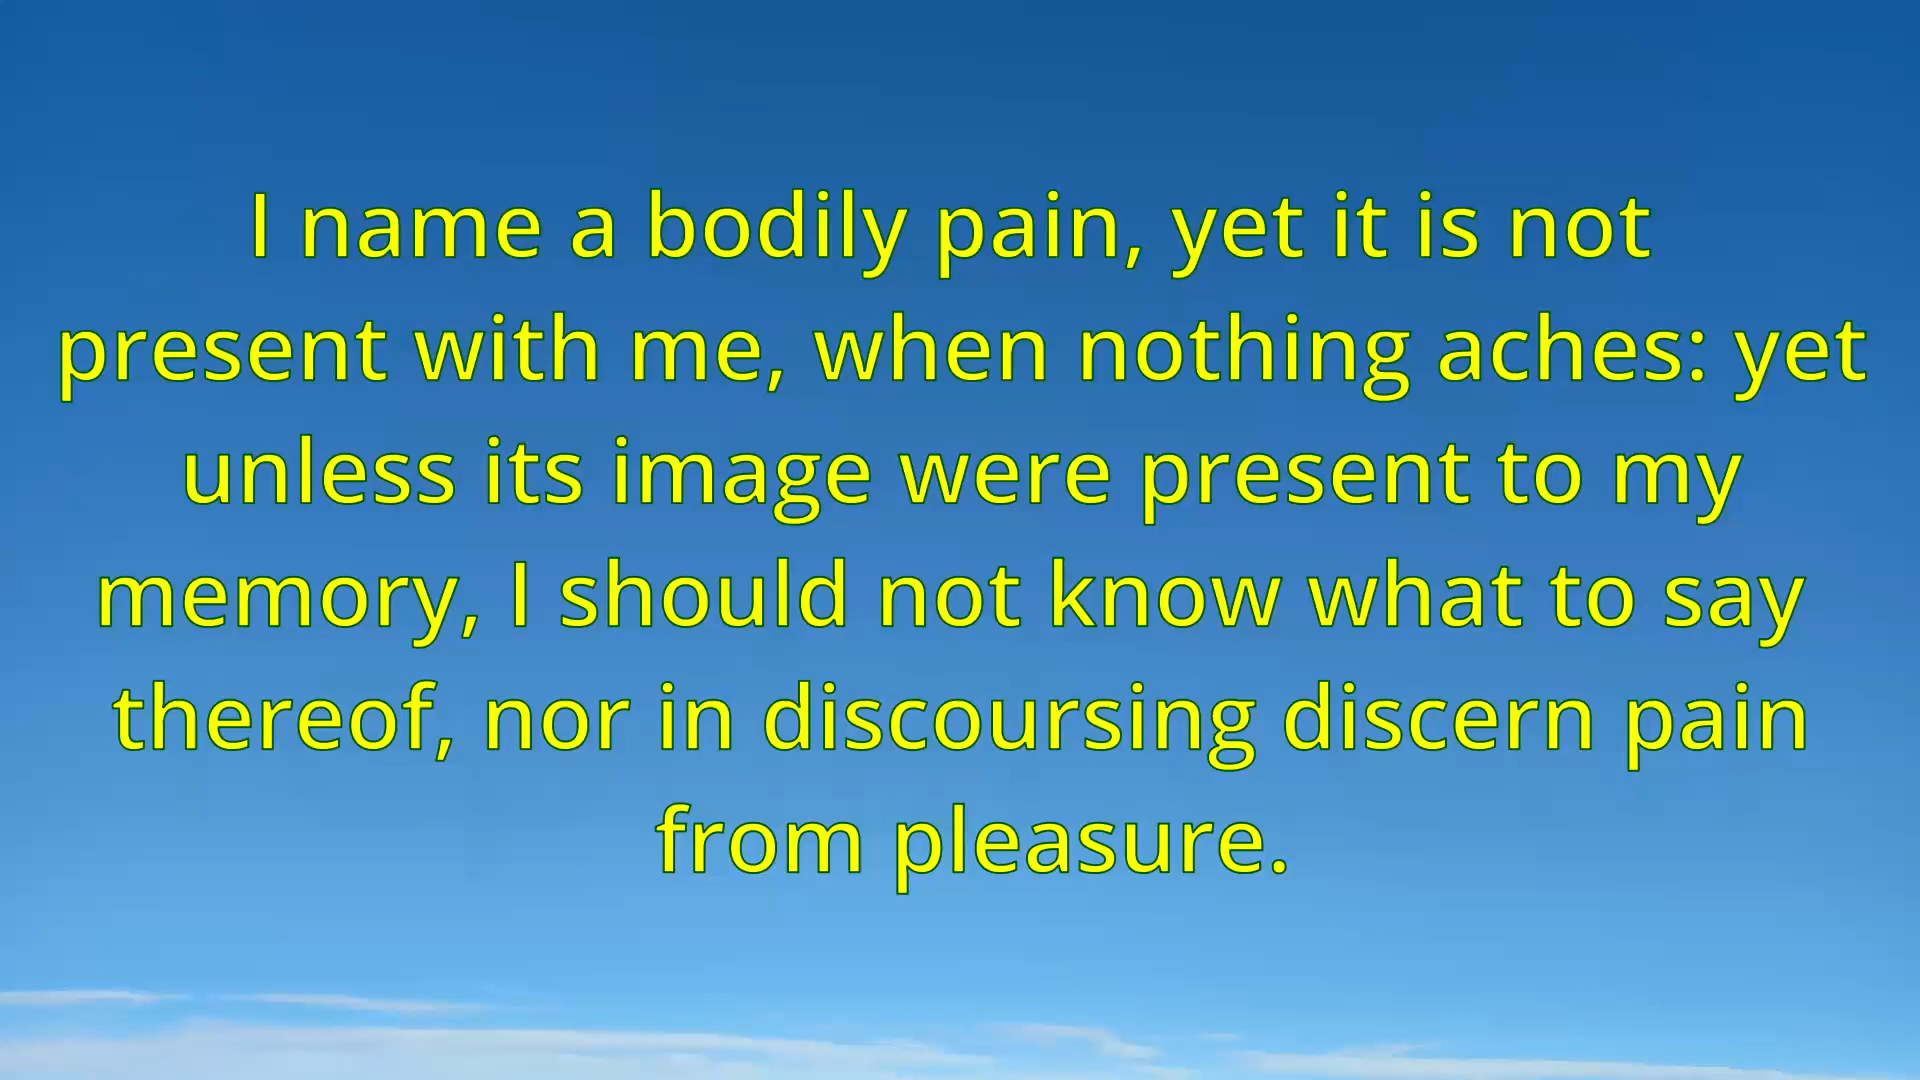 I name a bodily pain, yet it is not
present with me, when nothing aches: yet
unless its image were present to my
memory, I should not know what to say
thereof, nor in discoursing discern pain
from pleasure.